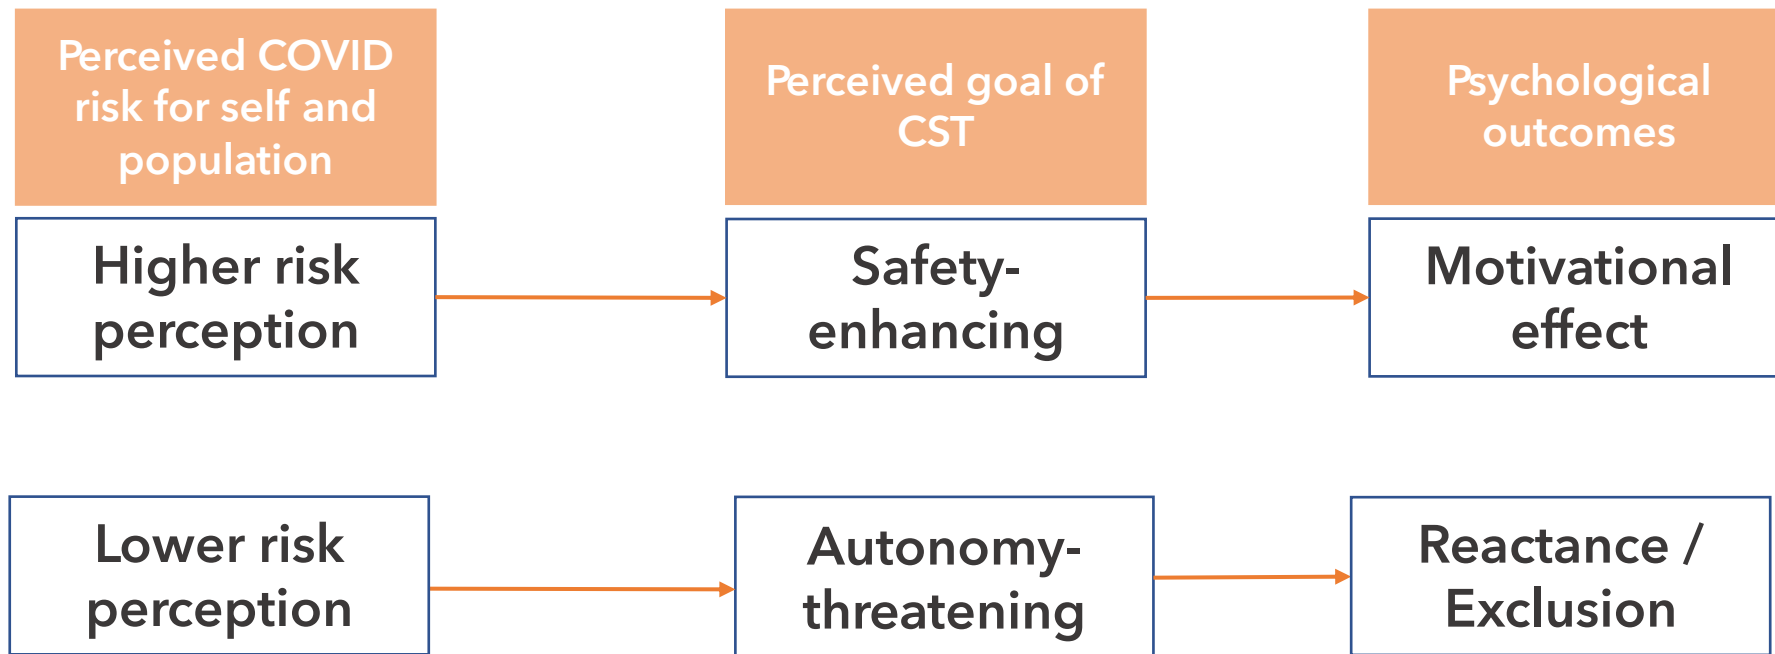 Perceived COVID
risk for self and
population
Perceived goal of
CST
Psychological
outcomes
Higher risk
perception
Safety-
enhancing
Motivational
effect
Lower risk
perception
Autonomy-
threatening
Reactance /
Exclusion